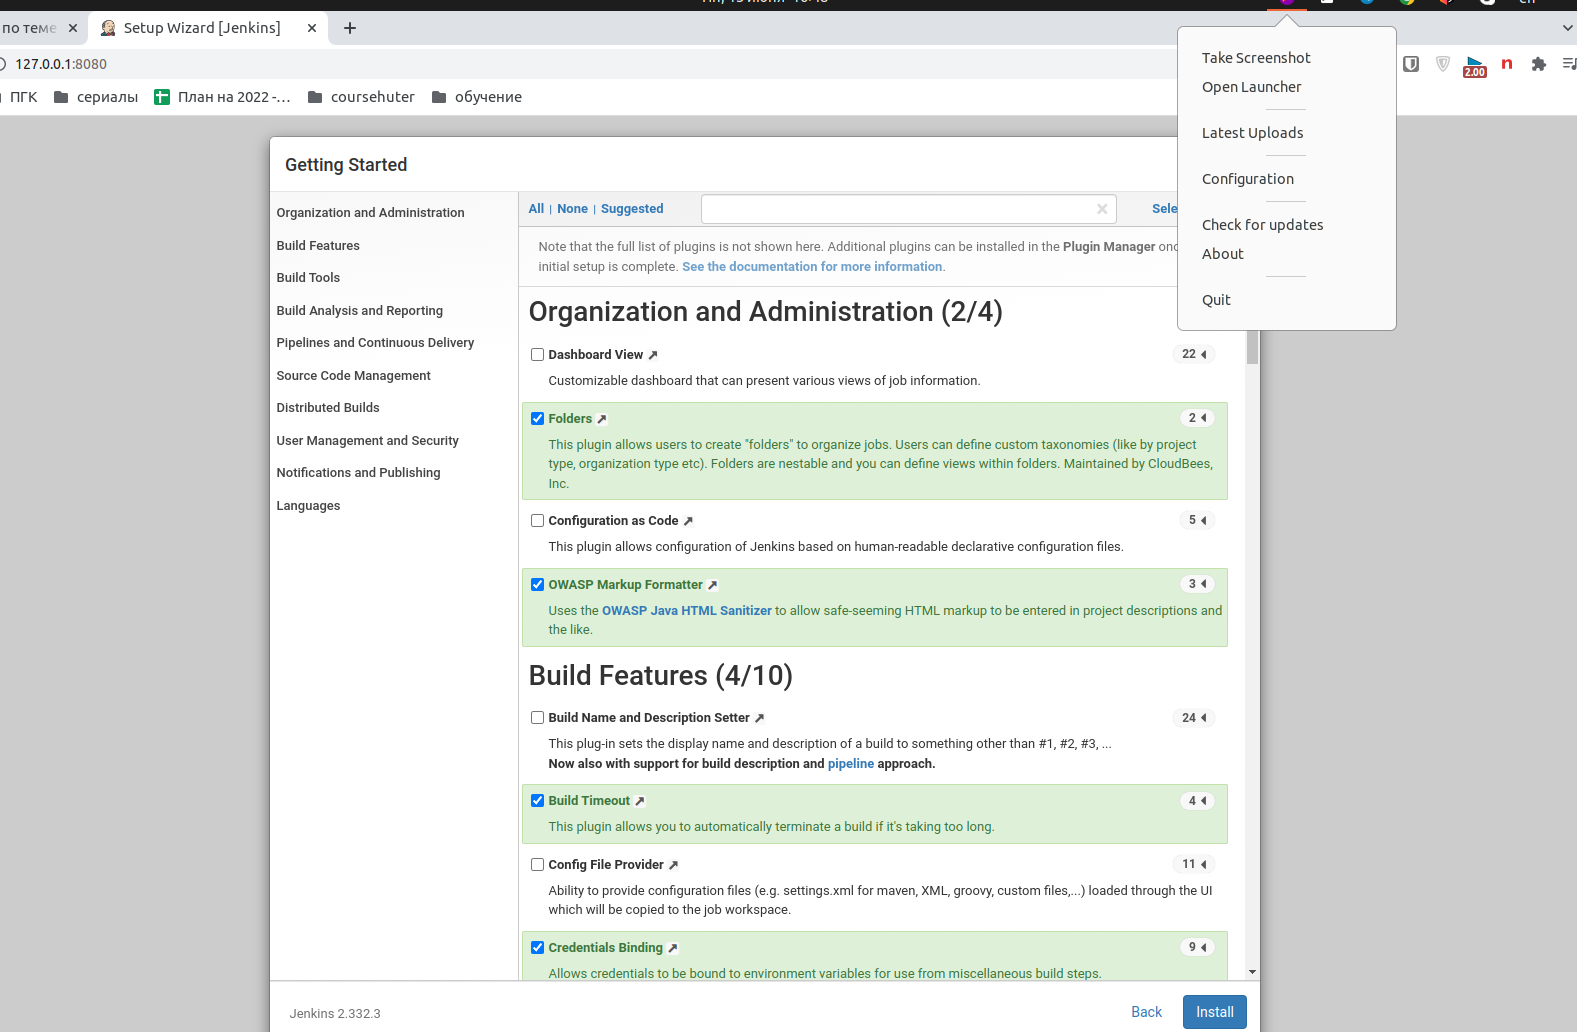 en
по теме
Setup Wizard [Jenkins]
127.0.0.1:8080
2.00
n
ПГК
сериалы
План на 2022 -...
coursehuter
обучение
Take Screenshot
Open Launcher
Latest Uploads
Configuration
Check for updates
About
Quit
Getting Started
Organization and Administration
Build Features
Build Tools
Build Analysis and Reporting
Pipelines and Continuous Delivery
Source Code Management
Distributed Builds
User Management and Security
Notifications and Publishing
Languages
All | None | Suggested
Sele
Note that the full list of plugins is not shown here. Additional plugins can be installed in the Plugin Manager
initial setup is complete. See the documentation for more information.
Organization and Administration (2/4)
Dashboard View
22
Customizable dashboard that can present various views of job information.
Folders
2
This plugin allows users to create "folders" to organize jobs. Users can define custom taxonomies (like by project
type, organization type etc). Folders are nestable and you can define views within folders. Maintained by CloudBees,
Inc.
Configuration as Code
5
This plugin allows configuration of Jenkins based on human-readable declarative configuration files.
OWASP Markup Formatter
3
Uses the OWASP Java HTML Sanitizer to allow safe-seeming HTML markup to be entered in project descriptions and
the like.
Build Features (4/10)
Build Name and Description Setter
24
This plug-in sets the display name and description of a build to something other than #1, #2, #3, ...
Now also with support for build description and pipeline approach.
Build Timeout
4
This plugin allows you to automatically terminate a build if it's taking too long.
Config File Provider
11
Ability to provide configuration files (e.g. settings.xml for maven, XML, groovy, custom files,...) loaded through the UI
which will be copied to the job workspace.
Credentials Binding
9
Allows credentials to be bound to environment variables for use from miscellaneous build steps.
Jenkins 2.332.3
Back
Install